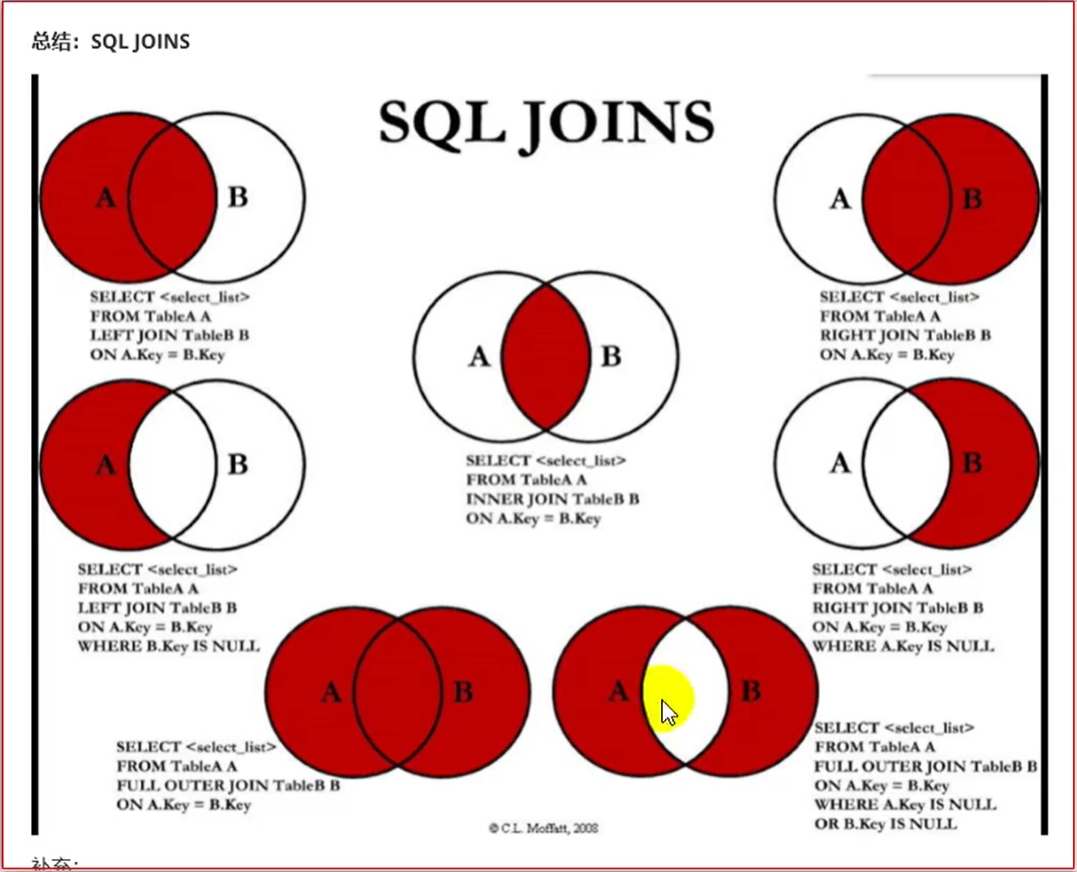 总结：SQL JOINS
SQL JOINS
A
B
SELECT <select_list>
FROM TableA A
LEFT JOIN TableB B
ON A.Key = B.Key
A
B
SELECT <select_list>
FROM TableA A
RIGHT JOIN TableB B
ON A.Key = B.Key
A
B
SELECT <select_list>
FROM TableA A
INNER JOIN TableB B
ON A.Key = B.Key
A
B
SELECT <select_list>
FROM TableA A
LEFT JOIN TableB B
ON A.Key = B.Key
WHERE B.Key IS NULL
A
B
SELECT <select_list>
FROM TableA A
RIGHT JOIN TableB B
ON A.Key = B.Key
WHERE A.Key IS NULL
A
B
SELECT <select_list>
FROM TableA A
FULL OUTER JOIN TableB B
ON A.Key = B.Key
A
B
SELECT <select_list>
FROM TableA A
FULL OUTER JOIN TableB B
ON A.Key = B.Key
WHERE A.Key IS NULL
OR B.Key IS NULL
© C.L. Moffatt, 2008
补充：